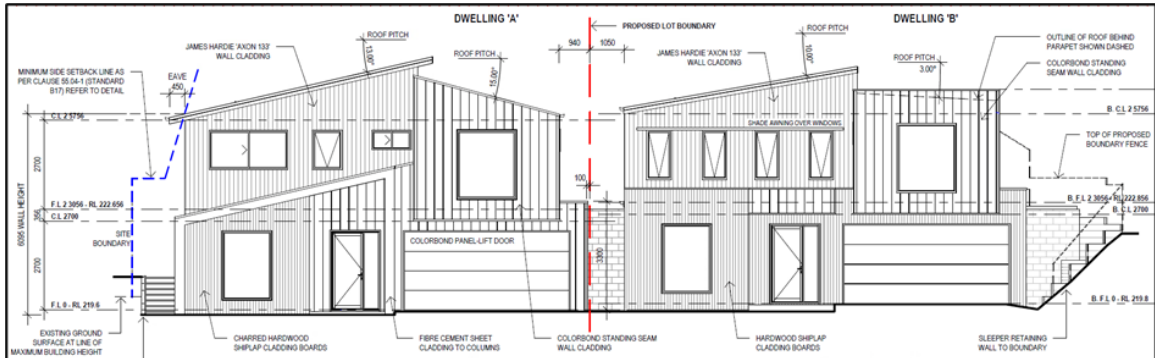 DWELLING 'A'
PROPOSED LOT BOUNDARY
DWELLING 'B'
ROOF PITCH
13.00°
JAMES HARDIE 'AXON 133'
WALL CLADDING
ROOF PITCH
15.00°
940
1050
JAMES HARDIE 'AXON 133'
WALL CLADDING
ROOF PITCH
10.00°
ROOF PITCH
3.00°
OUTLINE OF ROOF BEHIND
PARAPET SHOWN DASHED
COLORBOND STANDING
SEAM WALL CLADDING
MINIMUM SIDE SETBACK LINE AS
PER CLAUSE 55.04-1 (STANDARD
B17) REFER TO DETAIL
EAVE
450
C.L 2 5756
B. C.L 2 5756
SHADE AWNING OVER WINDOWS
TOP OF PROPOSED
BOUNDARY FENCE
6095 WALL HEIGHT
2700
356
2700
100
3300
F.L 2 3056 - RL 222.656
C.L 2700
B. F.L 2 3056 - RL 222.856
B. C.L 2700
SITE
BOUNDARY
COLORBOND PANEL-LIFT DOOR
F.L 0 - RL 219.6
B. F.L 0 - RL 219.8
EXISTING GROUND
SURFACE AT LINE OF
MAXIMUM BUILDING HEIGHT
CHARRED HARDWOOD
SHIPLAP CLADDING BOARDS
FIBRE CEMENT SHEET
CLADDING TO COLUMNS
COLORBOND STANDING SEAM
WALL CLADDING
HARDWOOD SHIPLAP
CLADDING BOARDS
SLEEPER RETAINING
WALL TO BOUNDARY